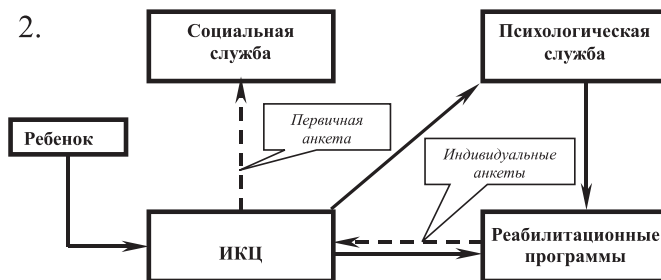 2.
Социальная
служба
Психологическая
служба
Первичная
анкета
Ребенок
Индивидуальные
анкеты
ИКЦ
Реабилитационные
программы